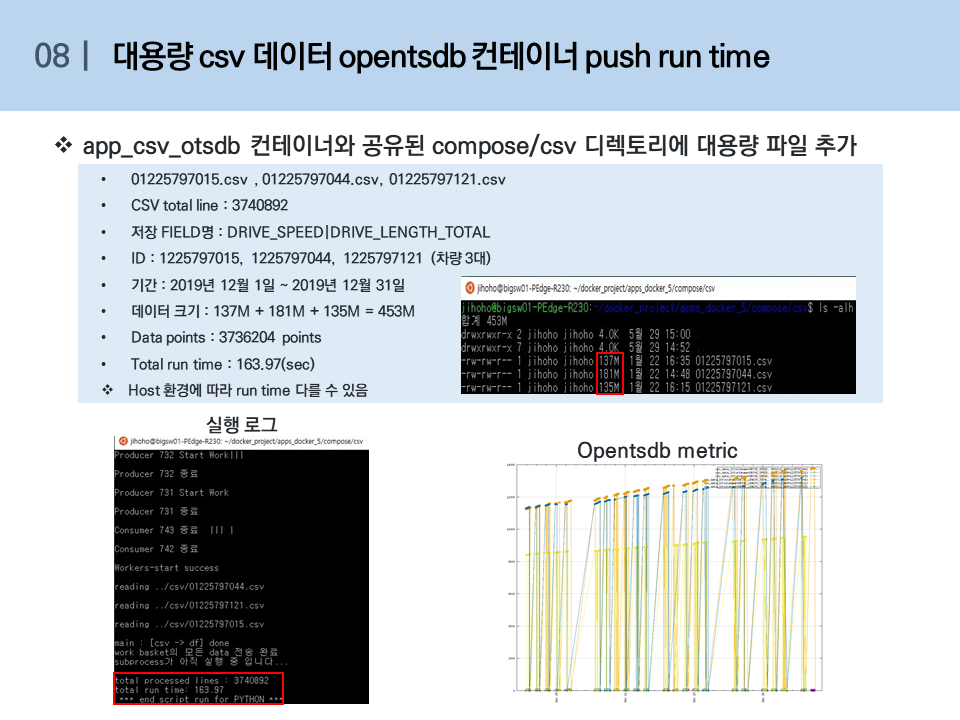 08 | 대용량 csv 데이터 opentsdb 컨테이너 push run time
❖ app_csv_otsdb 컨테이너와 공유된 compose/csv 디렉토리에 대용량 파일 추가
• 01225797015.csv , 01225797044.csv, 01225797121.csv
• CSV total line : 3740892
• 저장 FIELD명 : DRIVE_SPEED|DRIVE_LENGTH_TOTAL
• ID : 1225797015, 1225797044, 1225797121 (차량 3대)
• 기간 : 2019년 12월 1일 ~ 2019년 12월 31일
• 데이터 크기 : 137M + 181M + 135M = 453M
• Data points : 3736204 points
• Total run time : 163.97(sec)
❖ Host 환경에 따라 run time 다를 수 있음
jihoho@bigsw01-PEdge-R230: ~/docker_project/apps_docker_5/compose/csv
jihoho@bigsw01-PEdge-R230:~/docker_project/apps_docker_5/compose/csv$ ls -alh
합계 453M
drwxrwxr-x 2 jihoho jihoho 4.0K 5월 29 15:00 .
drwxrwxr-x 7 jihoho jihoho 4.0K 5월 29 14:52 ..
-rw-rw-r-- 1 jihoho jihoho 137M 1월 22 16:35 01225797015.csv
-rw-rw-r-- 1 jihoho jihoho 181M 1월 22 14:48 01225797044.csv
-rw-rw-r-- 1 jihoho jihoho 135M 1월 22 16:15 01225797121.csv
실행 로그
jihoho@bigsw01-PEdge-R230: ~/docker_project/apps_docker_5/compose/csv
Producer 732 Start Work|||
Producer 732 종료
Producer 731 Start Work
Producer 731 종료
Consumer 743 종료 ||| |
Consumer 742 종료
Workers-start success
reading ../csv/01225797044.csv
reading ../csv/01225797121.csv
reading ../csv/01225797015.csv
main : [csv -> df] done
work basket의 모든 data 전송 완료
subprocess가 아직 실행 중 입니다...
total processed lines : 3740892
total run time: 163.97
*** end script run for PYTHON ***
Opentsdb metric